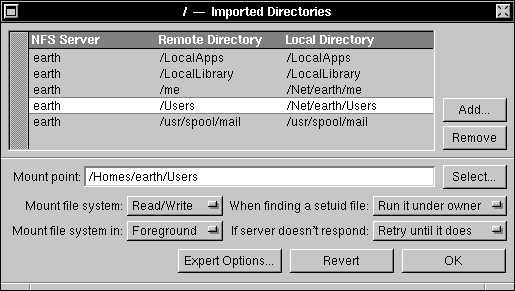 / — Imported Directories
NFS Server Remote Directory Local Directory
earth /LocalApps /LocalApps
earth /LocalLibrary /LocalLibrary
earth /me /Net/earth/me
earth /Users /Net/earth/Users
earth /usr/spool/mail /usr/spool/mail
Add...
Remove
Mount point: /Homes/earth/Users Select...
Mount file system: Read/Write When finding a setuid file: Run it under owner
Mount file system in: Foreground If server doesn't respond: Retry until it does
Expert Options... Revert OK